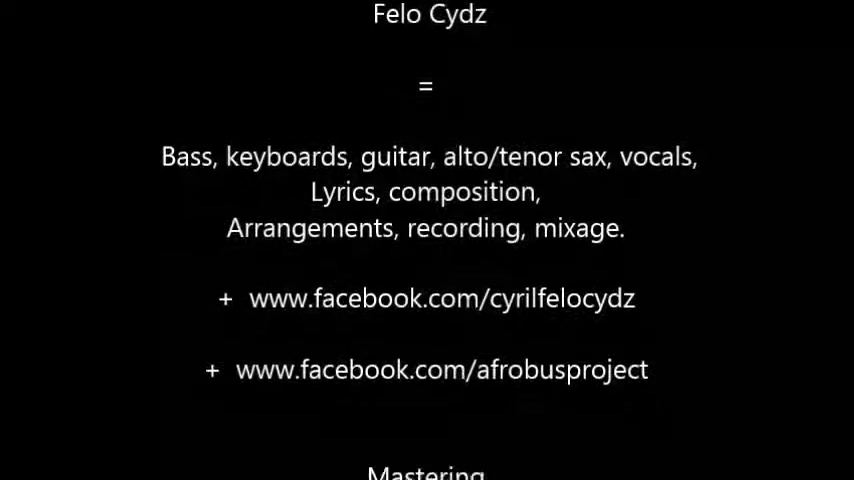 Felo Cydz
=
Bass, keyboards, guitar, alto/tenor sax, vocals,
Lyrics, composition,
Arrangements, recording, mixage.
+ www.facebook.com/cyrilfelocydz
+ www.facebook.com/afrobusproject
Mastering